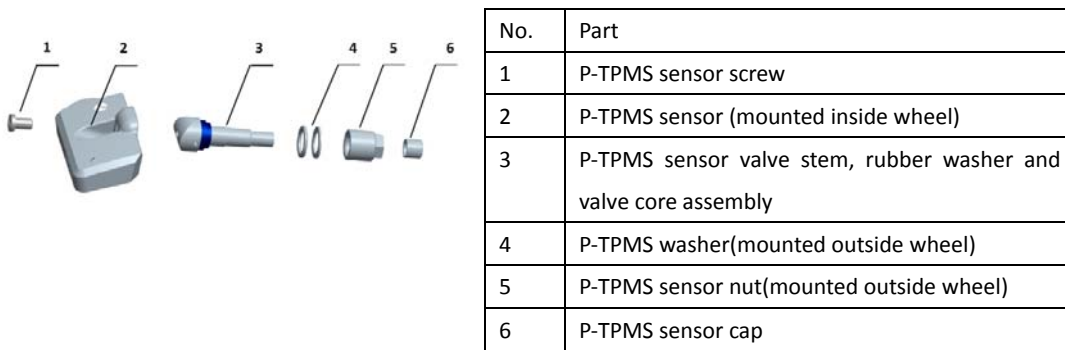 1 2 3 4 5 6
No. Part
1 P-TPMS sensor screw
2 P-TPMS sensor (mounted inside wheel)
3 P-TPMS sensor valve stem, rubber washer and
valve core assembly
4 P-TPMS washer(mounted outside wheel)
5 P-TPMS sensor nut(mounted outside wheel)
6 P-TPMS sensor cap